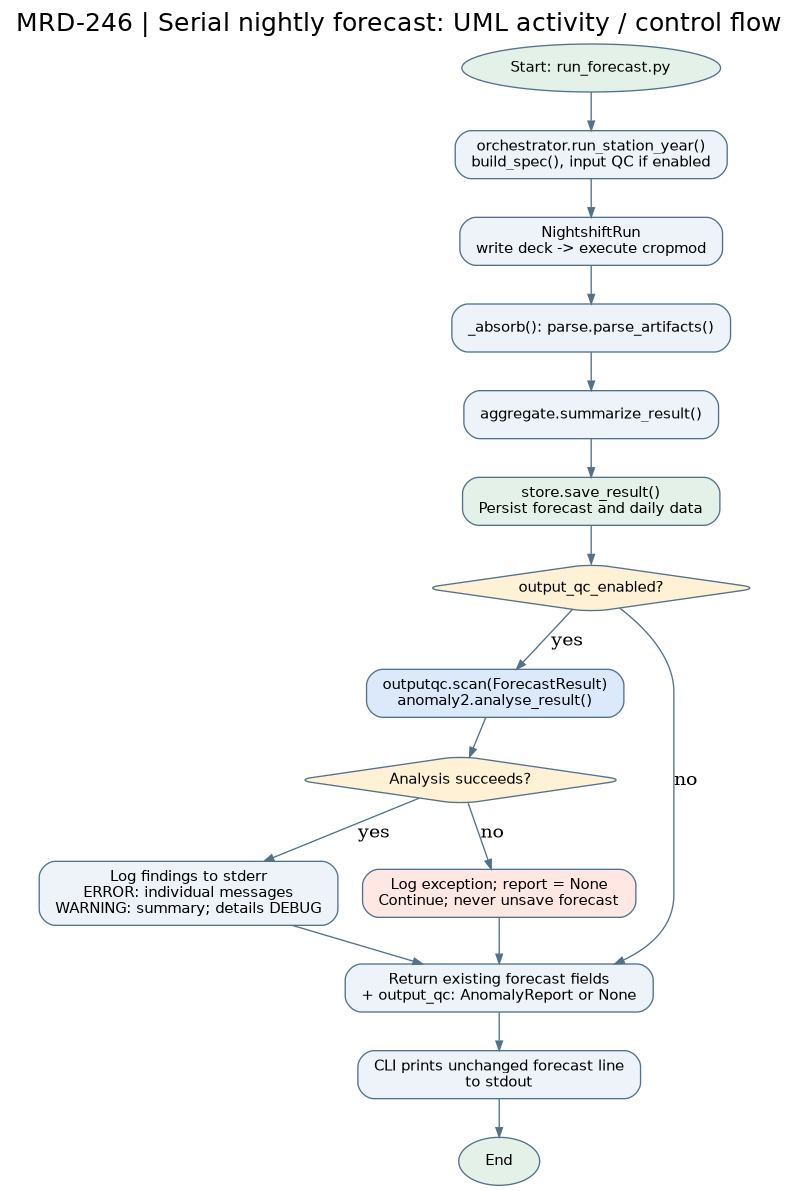 MRD-246 | Serial nightly forecast: UML activity / control flow
Start: run_forecast.py
orchestrator.run_station_year()
build_spec(), input QC if enabled
NightshiftRun
write deck -> execute cropmod
_absorb(): parse.parse_artifacts()
aggregate.summarize_result()
store.save_result()
Persist forecast and daily data
output_qc_enabled?
yes
outputqc.scan(ForecastResult)
anomaly2.analyse_result()
no
Analysis succeeds?
yes
no
Log findings to stderr
ERROR: individual messages
WARNING: summary; details DEBUG
Log exception; report = None
Continue; never unsave forecast
Return existing forecast fields
+ output_qc: AnomalyReport or None
CLI prints unchanged forecast line
to stdout
End